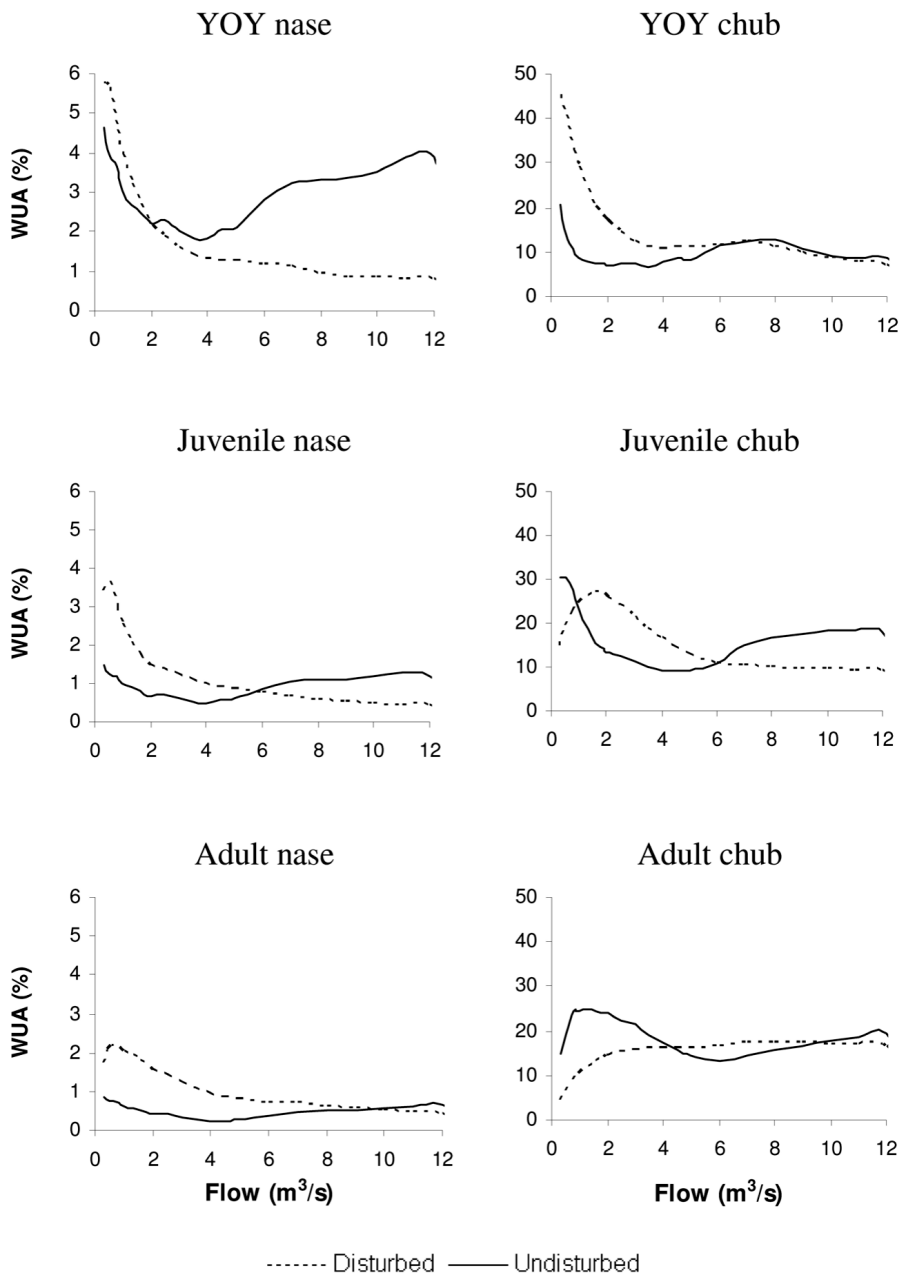 YOY nase
YOY chub
6
5
4
3
2
1
0
WUA (%)
0 2 4 6 8 10 12
50
40
30
20
10
0
0 2 4 6 8 10 12
Juvenile nase
Juvenile chub
6
5
4
3
2
1
0
WUA (%)
0 2 4 6 8 10 12
50
40
30
20
10
0
0 2 4 6 8 10 12
Adult nase
Adult chub
6
5
4
3
2
1
0
WUA (%)
0 2 4 6 8 10 12
Flow (m³/s)
50
40
30
20
10
0
0 2 4 6 8 10 12
Flow (m³/s)
Disturbed Undisturbed